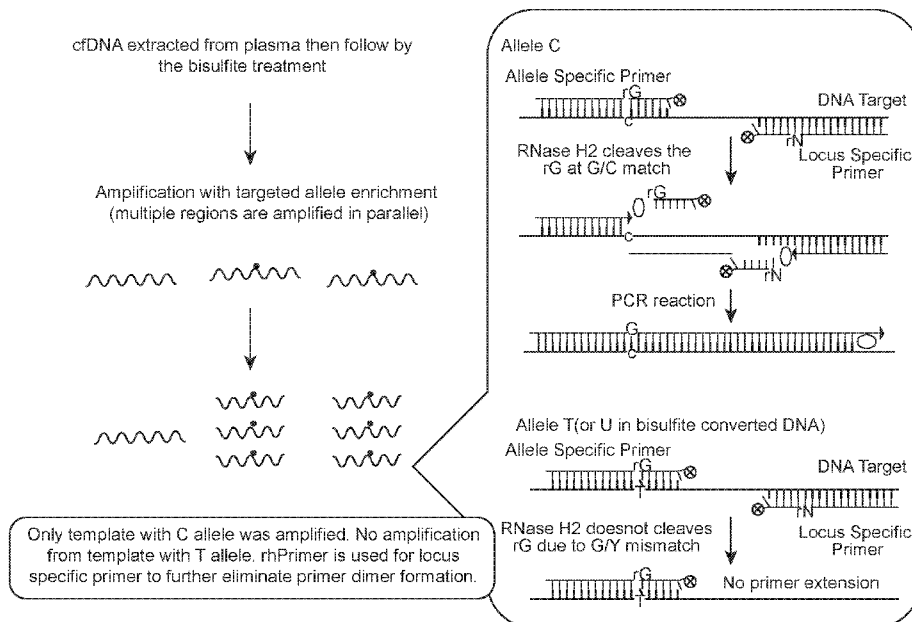 cfDNA extracted from plasma then follow by
the bisulfite treatment
Amplification with targeted allele enrichment
(multiple regions are amplified in parallel)
Only template with C allele was amplified. No amplification
from template with T allele. rhPrimer is used for locus
specific primer to further eliminate primer dimer formation.
Allele C
Allele Specific Primer
rG
DNA Target
c
rN
RNase H2 cleaves the
rG at G/C match
Locus Specific
Primer
rG
c
rN
PCR reaction
G
c
Allele T(or U in bisulfite converted DNA)
Allele Specific Primer
rG
DNA Target
T
rN
RNase H2 doesnot cleaves
rG due to G/Y mismatch
Locus Specific
Primer
rG
No primer extension
T